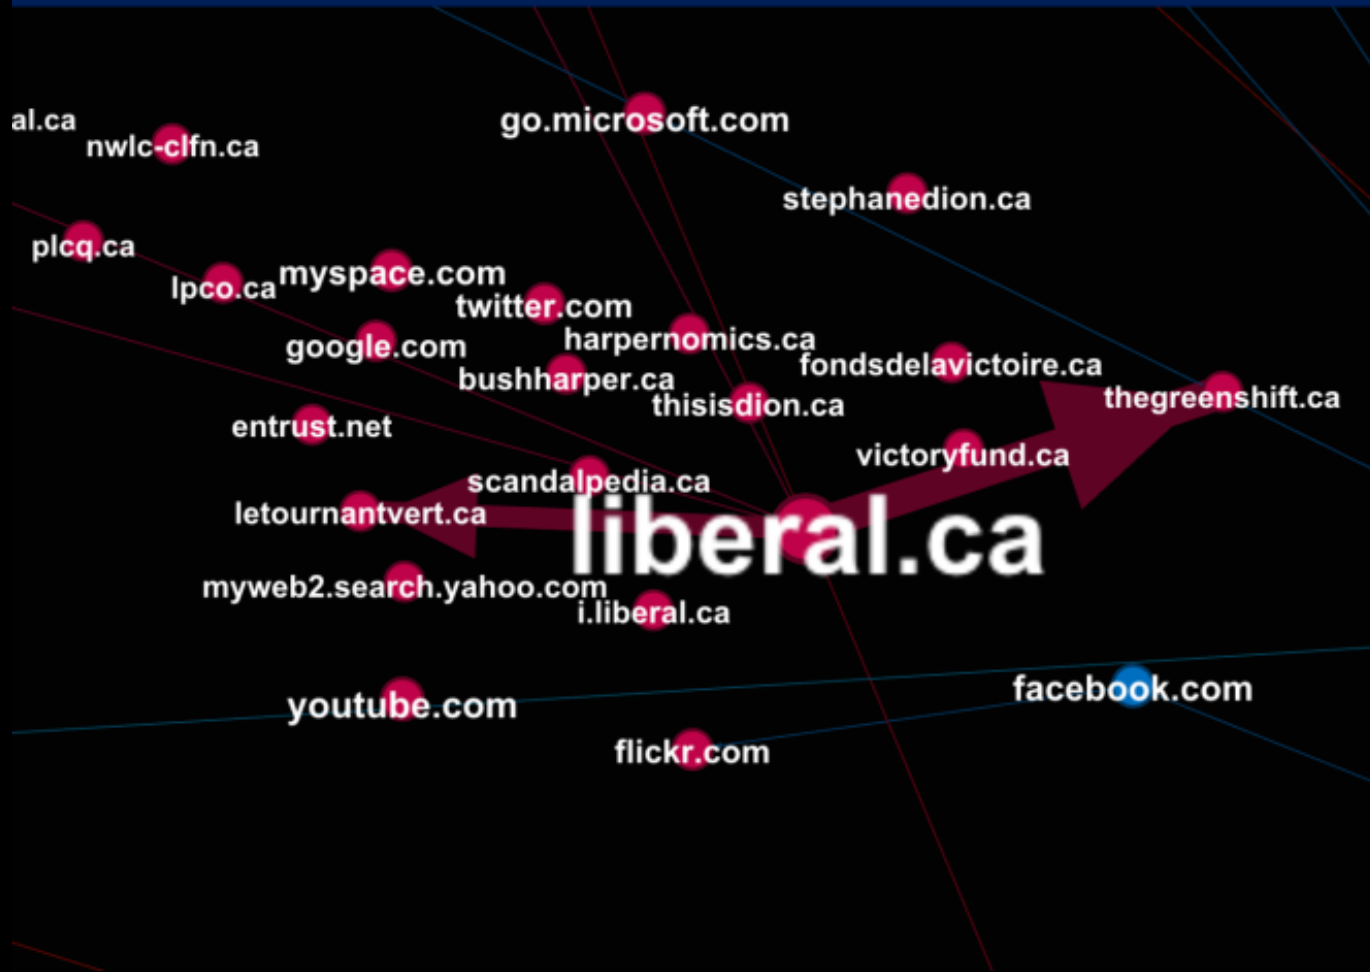 al.ca
go.microsoft.com
nwlc-clfn.ca
stephanedion.ca
plcq.ca
myspace.com
lpco.ca
twitter.com
harpernomics.ca
google.com
fondsdelavictoire.ca
bushharper.ca
thisisdion.ca
thegreenshift.ca
entrust.net
victoryfund.ca
scandalpedia.ca
letournantvert.ca
liberal.ca
myweb2.search.yahoo.com
i.liberal.ca
facebook.com
youtube.com
flickr.com